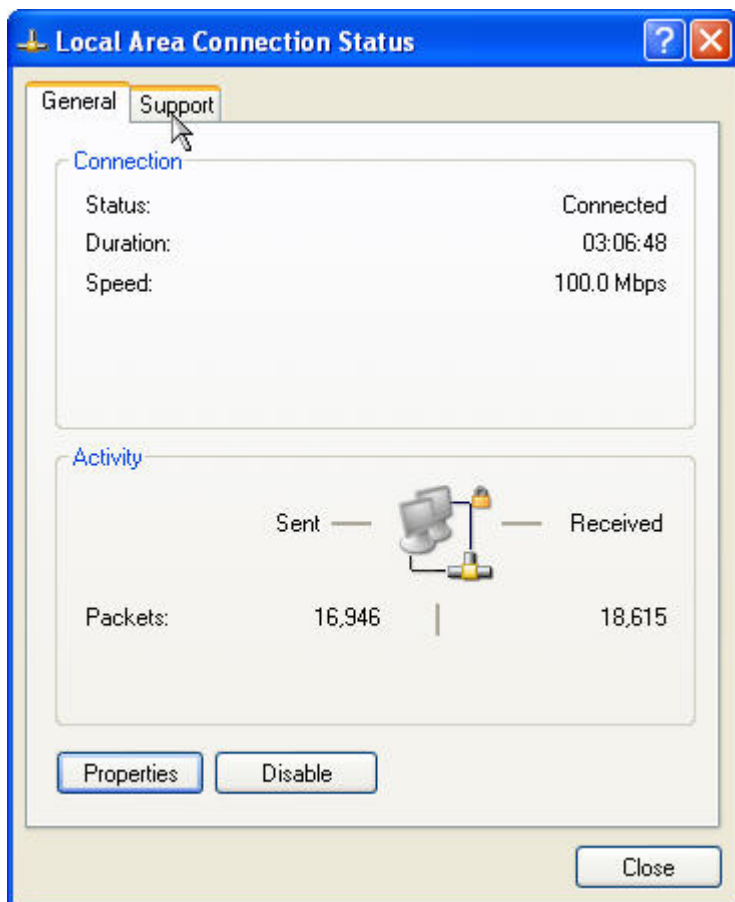 Local Area Connection Status
General Support
Connection
Status: Connected
Duration: 03:06:48
Speed: 100.0 Mbps
Activity
Sent Received
Packets: 16,946 18,615
Properties Disable
Close